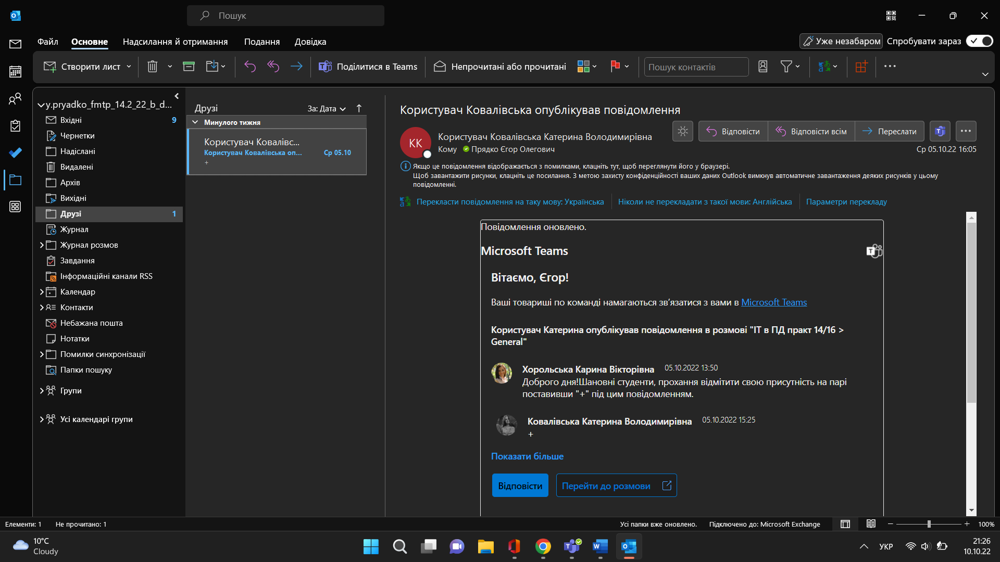 Пошук
Файл Основне Надсилання й отримання Подання Довідка
Уже незабаром Спробувати зараз
Створити лист
Поділитися в Teams
Непрочитані або прочитані
Пошук контактів
y.pryadko_fmtp_14.2_22_b_d...
Вхідні 9
Чернетки
Надіслані
Видалені
Архів
Вихідні
Друзі 1
Журнал
Журнал розмов
Завдання
Інформаційні канали RSS
Календар
Контакти
Небажана пошта
Нотатки
Помилки синхронізації
Папки пошуку
Групи
Усі календарі групи
Друзі За: Дата
Минулого тижня
Користувач Ковалівс...
Користувач Ковалівська оп... Ср 05.10
+
Користувач Ковалівська опублікував повідомлення
КК
Користувач Ковалівська Катерина Володимирівна
Кому Прядко Єгор Олегович
Відповісти Відповісти всім Переслати
Ср 05.10.22 16:05
Якщо це повідомлення відображається з помилками, клацніть тут, щоб переглянути його у браузері.
Щоб завантажити рисунки, клацніть це посилання. З метою захисту конфіденційності ваших даних Outlook вимкнув автоматичне завантаження деяких рисунків у цьому
повідомленні.
Перекласти повідомлення на таку мову: Українська Ніколи не перекладати з такої мови: Англійська Параметри перекладу
Повідомлення оновлено.
Microsoft Teams
Вітаємо, Єгор!
Ваші товариші по команді намагаються зв’язатися з вами в Microsoft Teams
Користувач Катерина опублікував повідомлення в розмові "ІТ в ПД практ 14/16 >
General"
Хорольська Карина Вікторівна 05.10.2022 13:50
Доброго дня!Шановні студенти, прохання відмітити свою присутність на парі
поставивши "+" під цим повідомленням.
Ковалівська Катерина Володимирівна 05.10.2022 15:25
+
Показати більше
Відповісти Перейти до розмови
Елементи: 1 Не прочитано: 1
Усі папки вже оновлено. Підключено до: Microsoft Exchange 100%
10°C
Cloudy
УКР
21:26
10.10.22